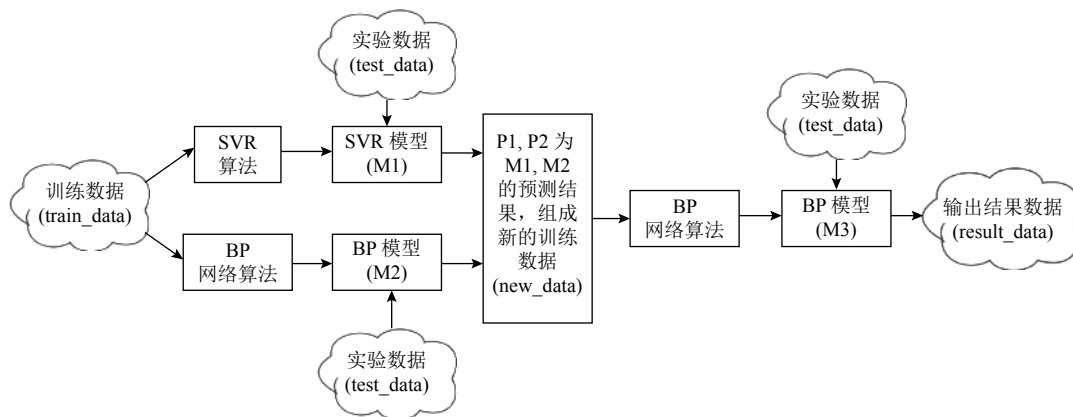 实验数据
(test_data)
训练数据
(train_data)
SVR
算法
SVR 模型
(M1)
BP
网络算法
BP 模型
(M2)
实验数据
(test_data)
P1, P2 为
M1, M2
的预测结
果，组成
新的训练
数据
(new_data)
BP
网络算法
实验数据
(test_data)
BP 模型
(M3)
输出结果数据
(result_data)